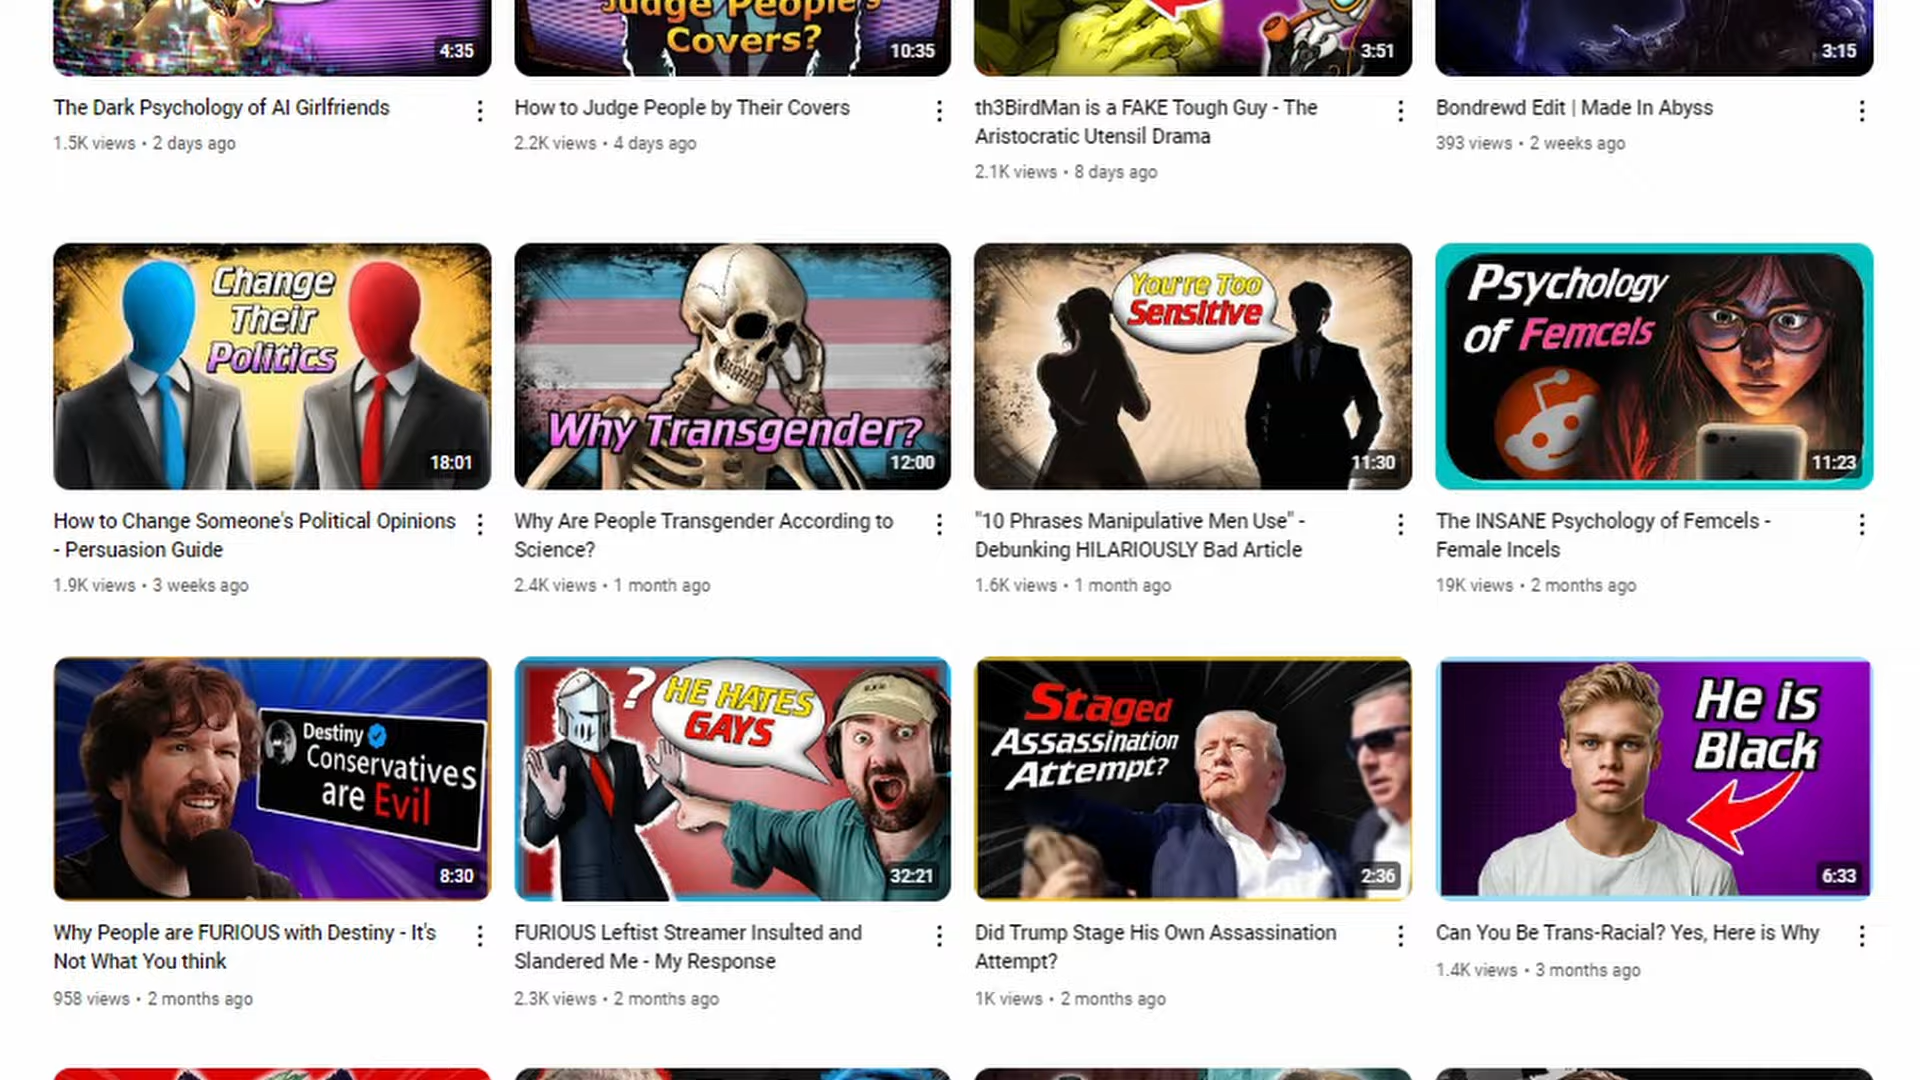 Judge People's
Covers?
4:35
10:35
3:51
3:15
The Dark Psychology of AI Girlfriends
1.5K views • 2 days ago
How to Judge People by Their Covers
2.2K views • 4 days ago
th3BirdMan is a FAKE Tough Guy - The
Aristocratic Utensil Drama
2.1K views • 8 days ago
Bondrewd Edit | Made In Abyss
393 views • 2 weeks ago
Change
Their
Politics
18:01
Why Transgender?
12:00
You're Too
Sensitive
11:30
Psychology
of Femcels
11:23
How to Change Someone's Political Opinions
- Persuasion Guide
1.9K views • 3 weeks ago
Why Are People Transgender According to
Science?
2.4K views • 1 month ago
"10 Phrases Manipulative Men Use" -
Debunking HILARIOUSLY Bad Article
1.6K views • 1 month ago
The INSANE Psychology of Femcels -
Female Incels
19K views • 2 months ago
Destiny
Conservatives
are Evil
8:30
?
HE HATES
GAYS
32:21
Staged
Assassination
Attempt?
2:36
He is
Black
6:33
Why People are FURIOUS with Destiny - It's
Not What You think
958 views • 2 months ago
FURIOUS Leftist Streamer Insulted and
Slandered Me - My Response
2.3K views • 2 months ago
Did Trump Stage His Own Assassination
Attempt?
1K views • 2 months ago
Can You Be Trans-Racial? Yes, Here is Why
1.4K views • 3 months ago